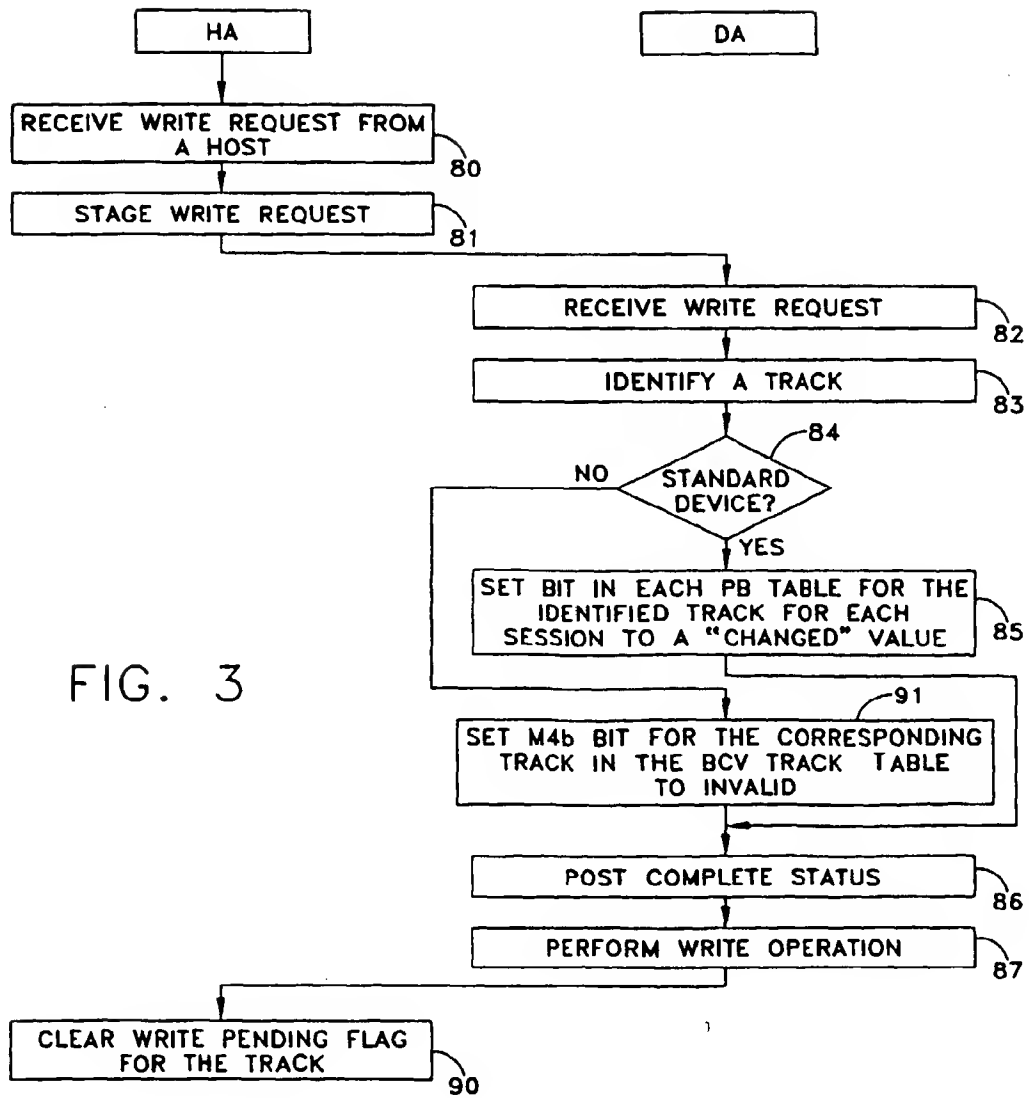 HA
DA
RECEIVE WRITE REQUEST FROM
A HOST
80
STAGE WRITE REQUEST
81
RECEIVE WRITE REQUEST
82
IDENTIFY A TRACK
83
84
NO
STANDARD
DEVICE?
YES
SET BIT IN EACH PB TABLE FOR THE
IDENTIFIED TRACK FOR EACH
SESSION TO A "CHANGED" VALUE
85
FIG. 3
91
SET M4b BIT FOR THE CORRESPONDING
TRACK IN THE BCV TRACK TABLE
TO INVALID
POST COMPLETE STATUS
86
PERFORM WRITE OPERATION
87
CLEAR WRITE PENDING FLAG
FOR THE TRACK
90